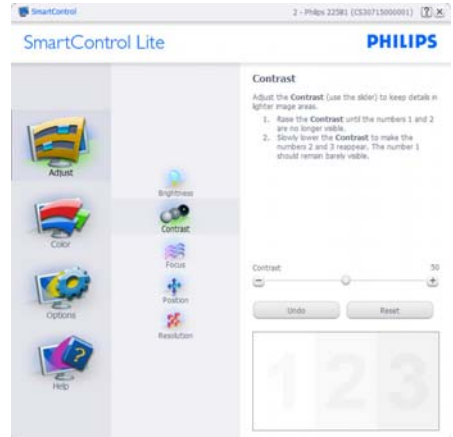 SmartControl
2 - Philips 225B1 (CS30715000001)
SmartControl Lite
PHILIPS
Adjust
Color
Options
Help
Brightness
Contrast
Focus
Position
Resolution
Contrast
Adjust the Contrast (use the slider) to keep details in
lighter image areas.
1. Raise the Contrast until the numbers 1 and 2
are no longer visible.
2. Slowly lower the Contrast to make the
numbers 2 and 3 reappear. The number 1
should remain barely visible.
Contrast 50
Undo Reset
1 2 3